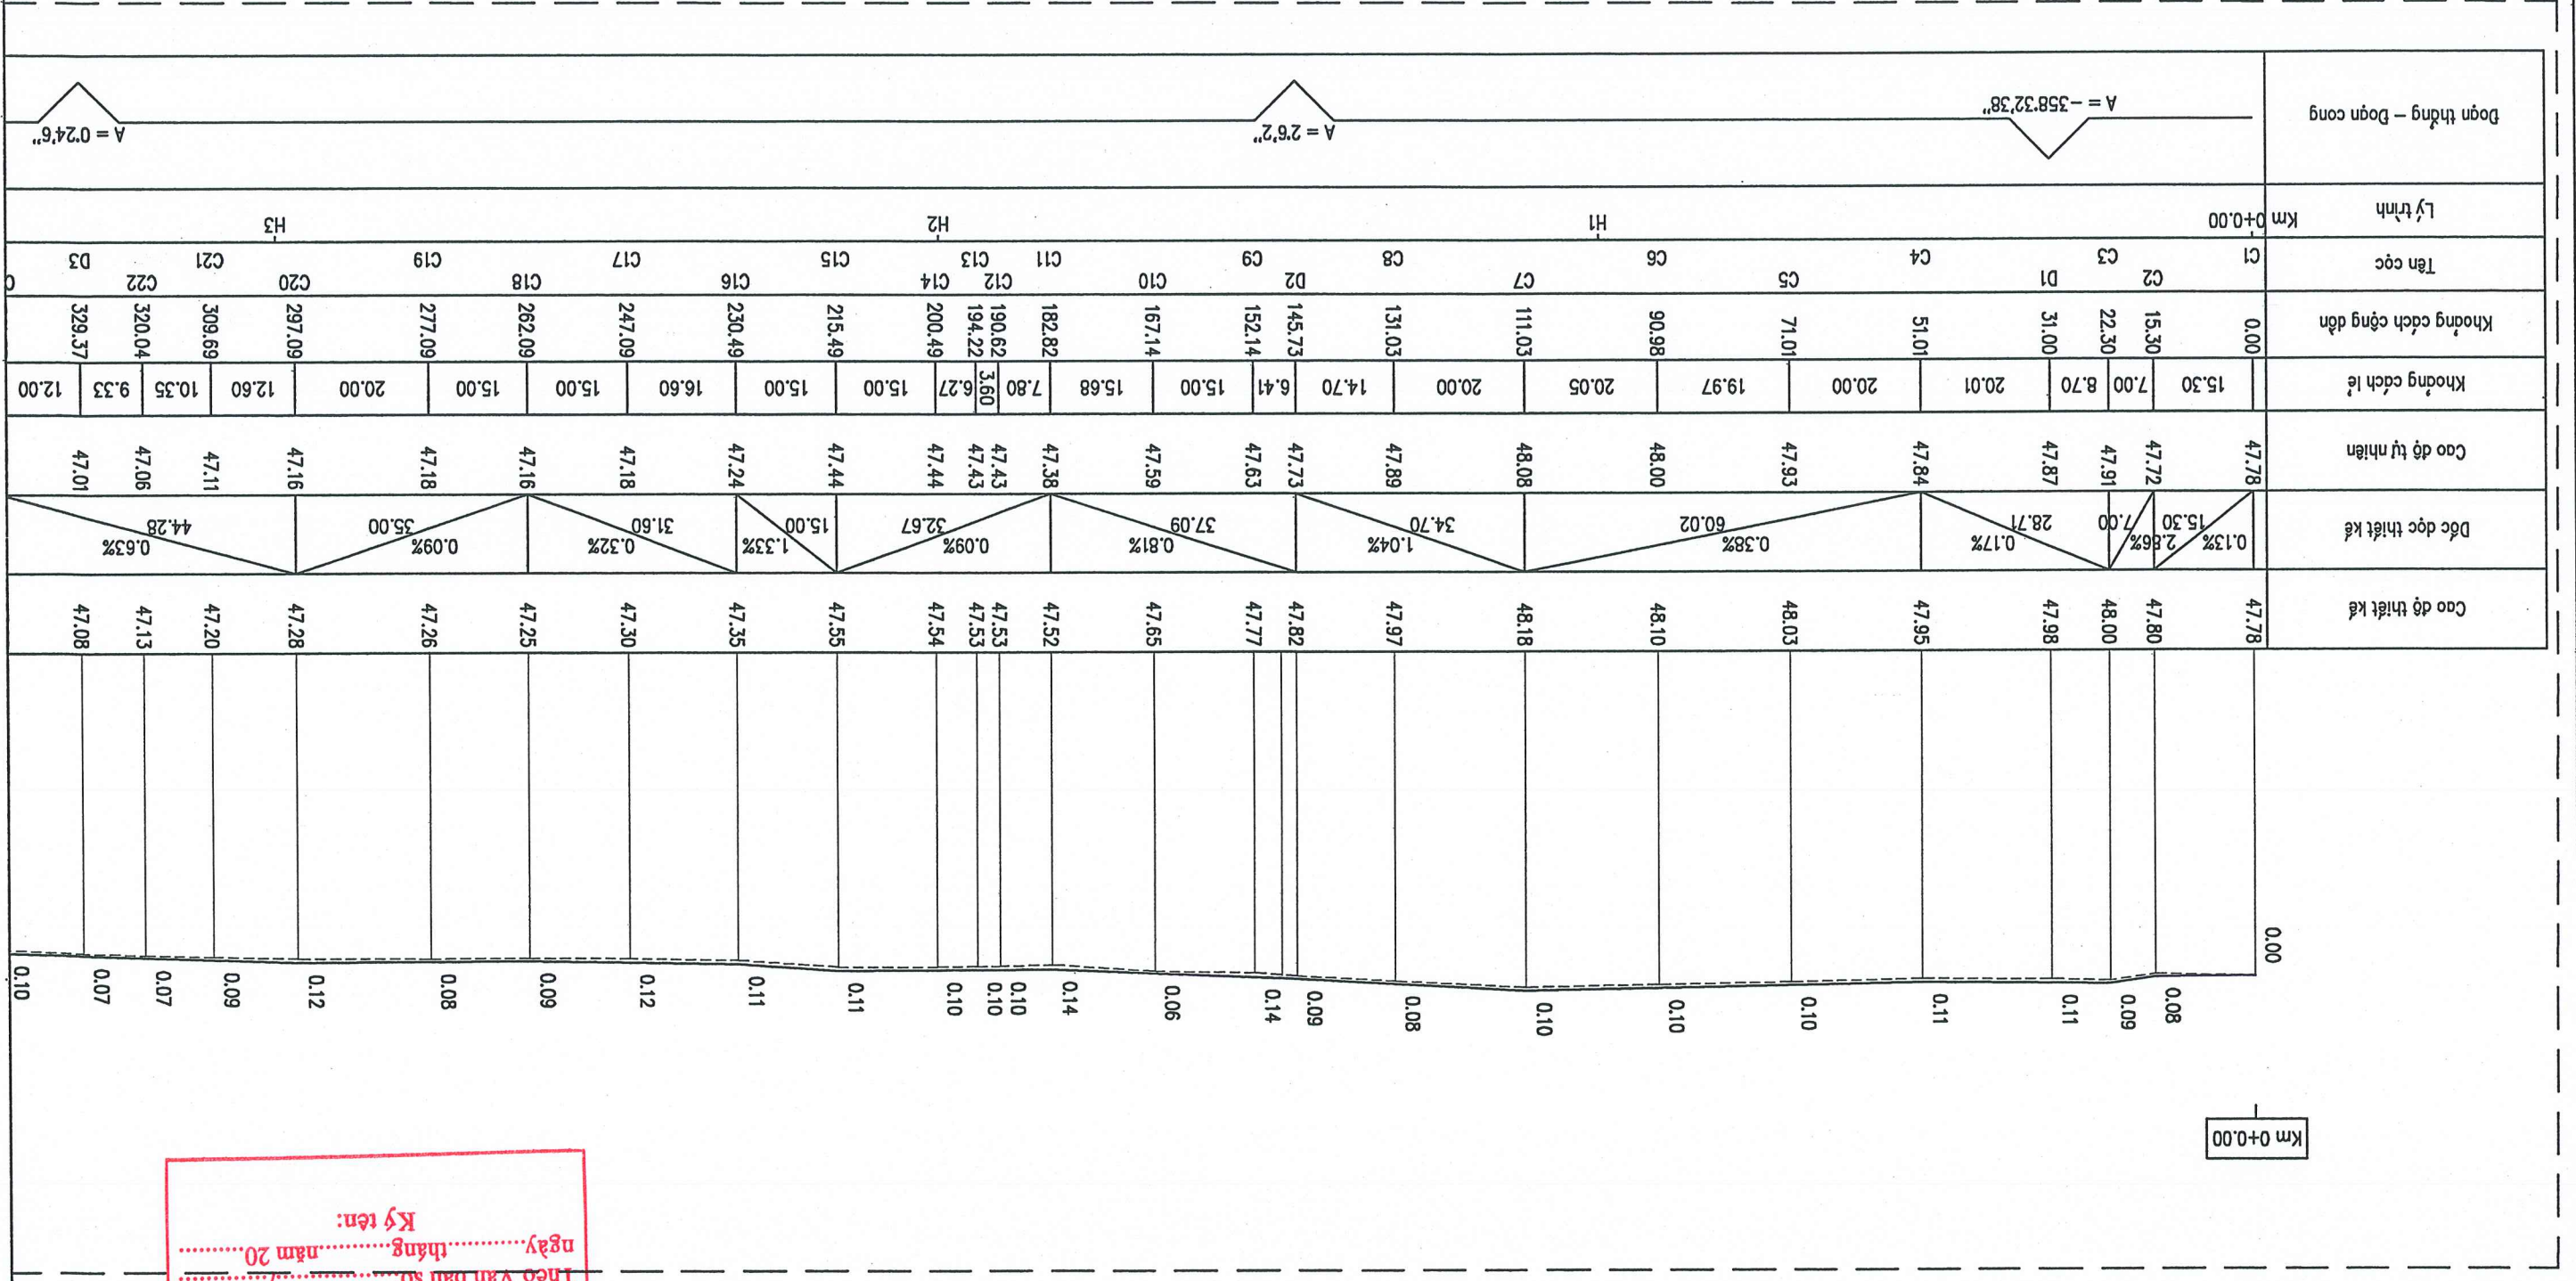 Theo văn bản số............/............
ngày............tháng............năm 20..........
Ký tên:
Km 0+0.00
0.00 0.08 0.09 0.11 0.11 0.10 0.10 0.10 0.08 0.09 0.14 0.06 0.14 0.10 0.10 0.10 0.11 0.11 0.12 0.09 0.08 0.12 0.09 0.07 0.07 0.10
Cao độ thiết kế 47.78 47.80 48.00 47.98 47.95 48.03 48.10 48.18 47.97 47.82 47.77 47.65 47.52 47.53 47.53 47.54 47.55 47.35 47.30 47.25 47.26 47.28 47.20 47.13 47.08
Dốc dọc thiết kế 0.13% 2.86% 0.17% 0.38% 1.04% 0.81% 0.09% 1.33% 0.32% 0.09% 0.63%
15.30 7.00 28.71 60.02 34.70 37.09 32.67 15.00 31.60 35.00 44.28
Cao độ tự nhiên 47.78 47.72 47.91 47.87 47.84 47.93 48.00 48.08 47.89 47.73 47.63 47.59 47.38 47.43 47.43 47.44 47.44 47.24 47.18 47.16 47.18 47.16 47.11 47.06 47.01
Khoảng cách lẻ 15.30 7.00 8.70 20.01 20.00 19.97 20.05 20.00 14.70 6.41 15.00 15.68 7.80 3.60 6.27 15.00 15.00 16.60 15.00 15.00 20.00 12.60 10.35 9.33 12.00
Khoảng cách cộng dồn 0.00 15.30 22.30 31.00 51.01 71.01 90.98 111.03 131.03 145.73 152.14 167.14 182.82 190.62 194.22 200.49 215.49 230.49 247.09 262.09 277.09 297.09 309.69 320.04 329.37
Tên cọc C1 C2 C3 D1 C4 C5 C6 C7 C8 D2 C9 C10 C11 C12 C13 C14 C15 C16 C17 C18 C19 C20 C21 C22 D3
Lý trình Km 0+0.00 H1 H2 H3
Đoạn thẳng – Đoạn cong A = –358°32'38" A = 2°6'2" A = 0°24'6"